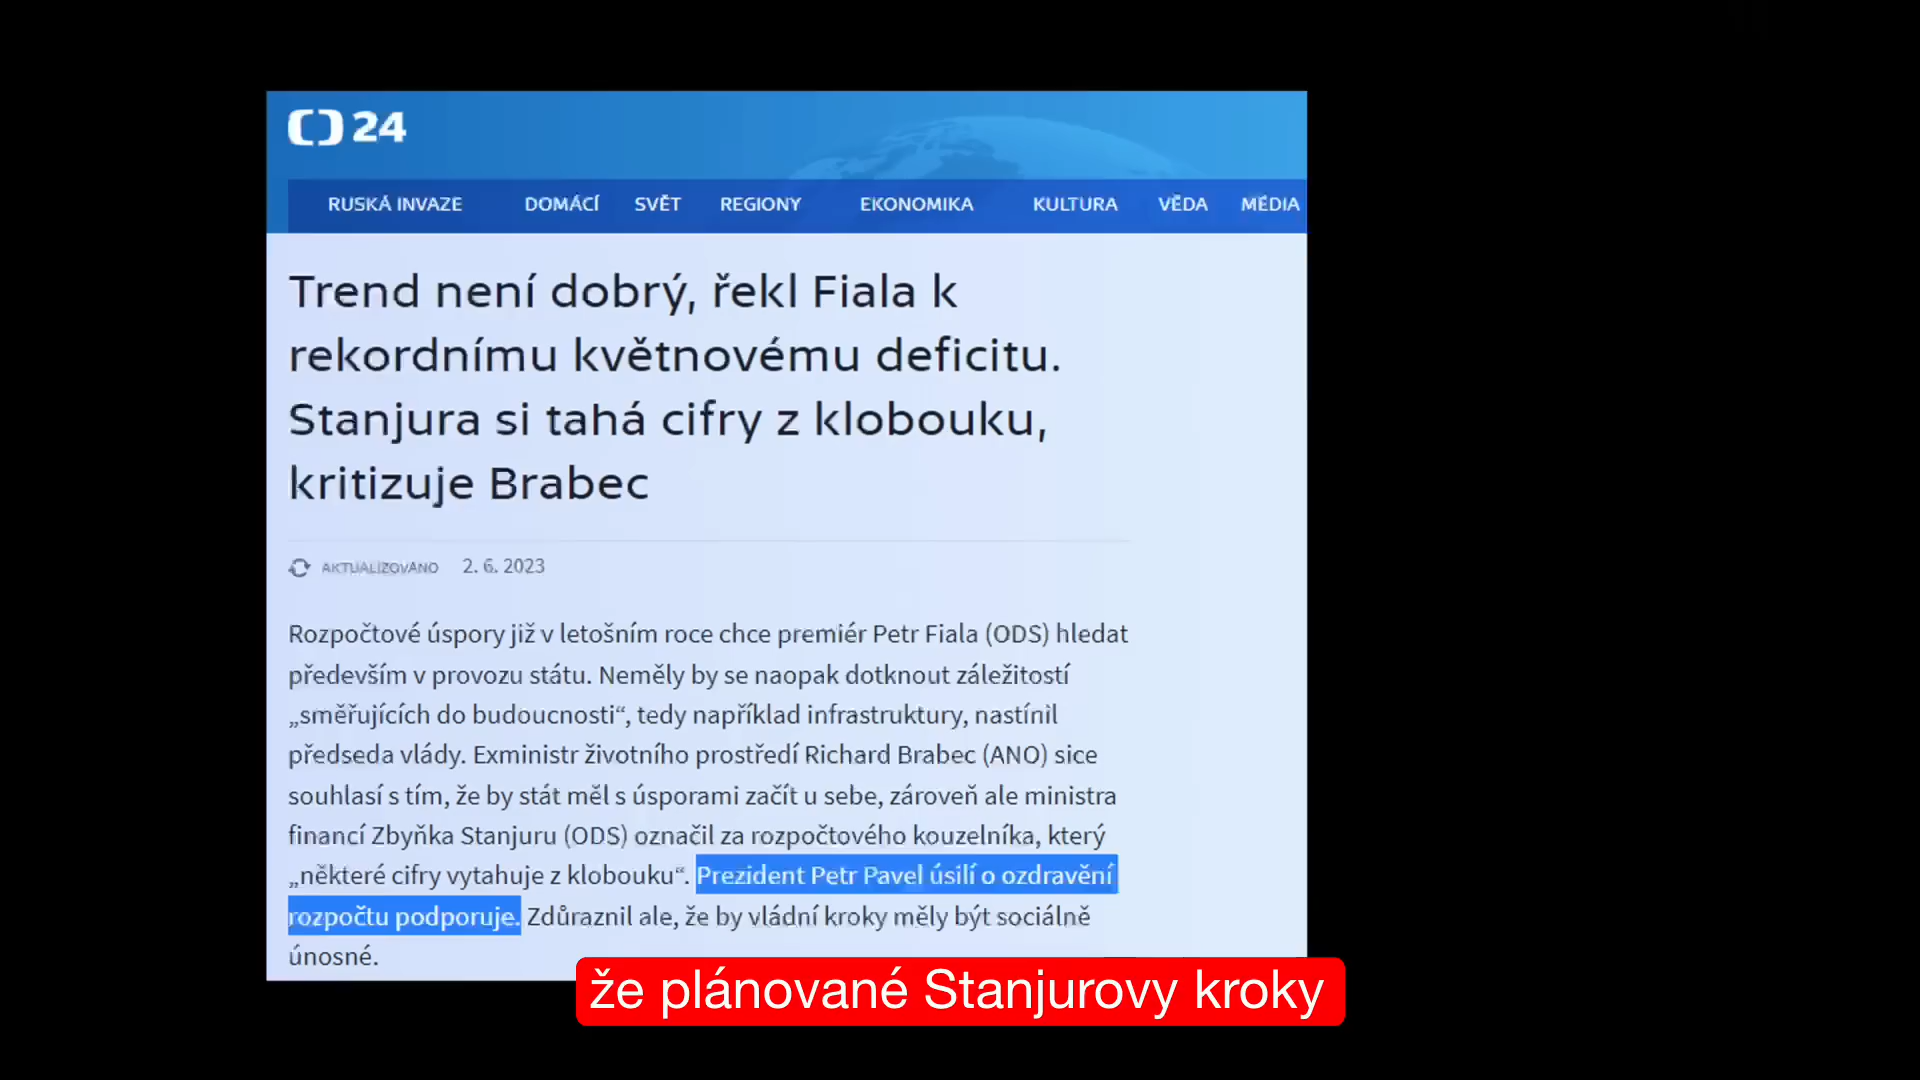 24
RUSKÁ INVAZE DOMÁCÍ SVĚT REGIONY EKONOMIKA KULTURA VĚDA MÉDIA
Trend není dobrý, řekl Fiala k
rekordnímu květnovému deficitu.
Stanjura si tahá cifry z klobouku,
kritizuje Brabec
AKTUALIZOVÁNO 2. 6. 2023
Rozpočtové úspory již v letošním roce chce premiér Petr Fiala (ODS) hledat
především v provozu státu. Neměly by se naopak dotknout záležitostí
„směřujících do budoucnosti“, tedy například infrastruktury, nastínil
předseda vlády. Exministr životního prostředí Richard Brabec (ANO) sice
souhlasí s tím, že by stát měl s úsporami začít u sebe, zároveň ale ministra
financí Zbyňka Stanjuru (ODS) označil za rozpočtového kouzelníka, který
„některé cifry vytahuje z klobouku“. Prezident Petr Pavel úsilí o ozdravění
rozpočtu podporuje. Zdůraznil ale, že by vládní kroky měly být sociálně
únosné.
že plánované Stanjurovy kroky